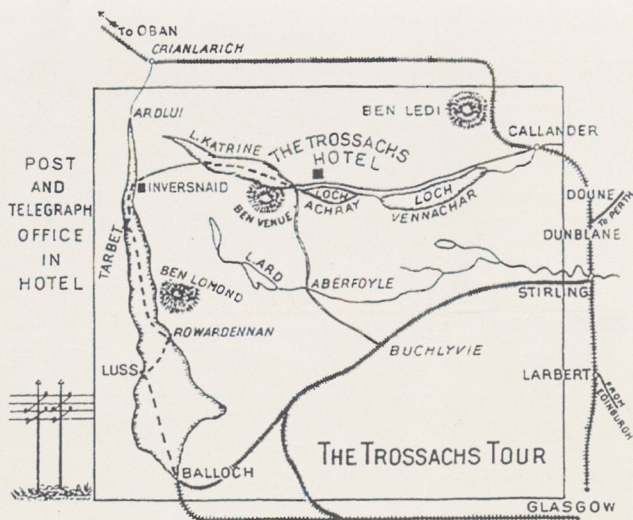 TO OBAN
CRIANLARICH
ARDLUI
BEN LEDI
CALLANDER
L. KATRINE
THE TROSSACHS
HOTEL
POST
AND
TELEGRAPH
OFFICE
IN
HOTEL
INVERSNAID
BEN VENUE
LOCH
ACHRAY
LOCH
VENNACHAR
DOUNE
TO PERTH
DUNBLANE
TARBET
BEN LOMOND
L. ARD
ABERFOYLE
STIRLING
ROWARDENNAN
BUCHLYVIE
LUSS
LARBERT
FROM
EDINBURGH
THE TROSSACHS TOUR
BALLOCH
GLASGOW